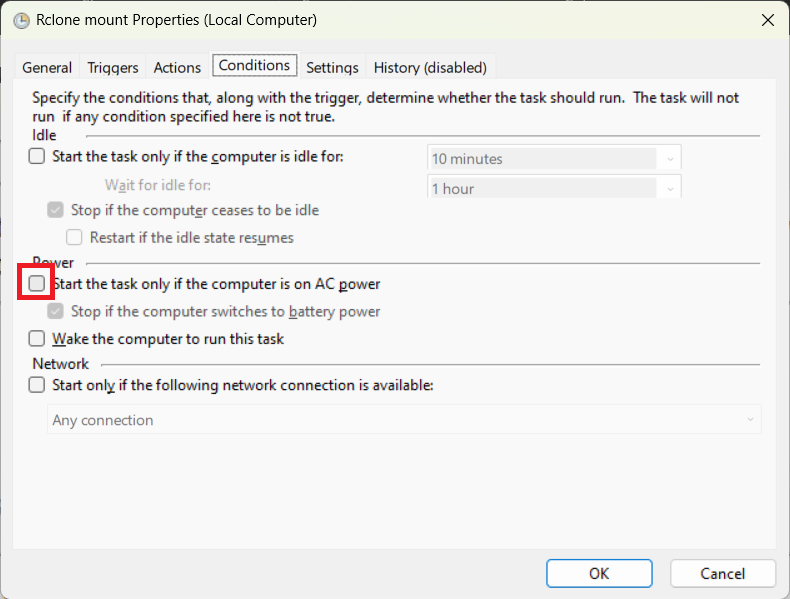 Rclone mount Properties (Local Computer)
General Triggers Actions Conditions Settings History (disabled)
Specify the conditions that, along with the trigger, determine whether the task should run. The task will not
run if any condition specified here is not true.
Idle
Start the task only if the computer is idle for: 10 minutes
Wait for idle for: 1 hour
Stop if the computer ceases to be idle
Restart if the idle state resumes
Power
Start the task only if the computer is on AC power
Stop if the computer switches to battery power
Wake the computer to run this task
Network
Start only if the following network connection is available:
Any connection
OK Cancel